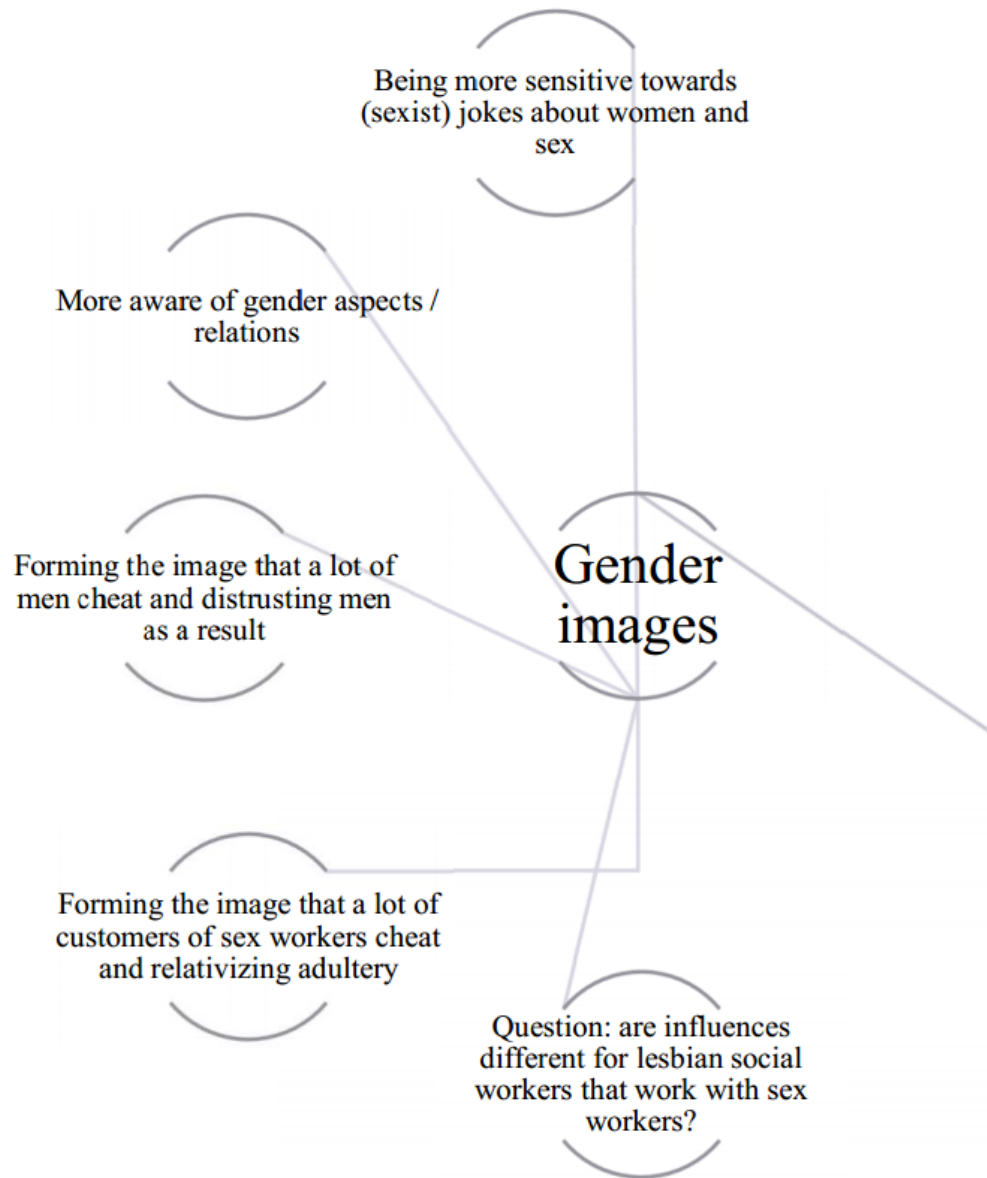 Being more sensitive towards
(sexist) jokes about women and
sex
More aware of gender aspects /
relations
Forming the image that a lot of
men cheat and distrusting men
as a result
Gender
images
Forming the image that a lot of
customers of sex workers cheat
and relativizing adultery
Question: are influences
different for lesbian social
workers that work with sex
workers?